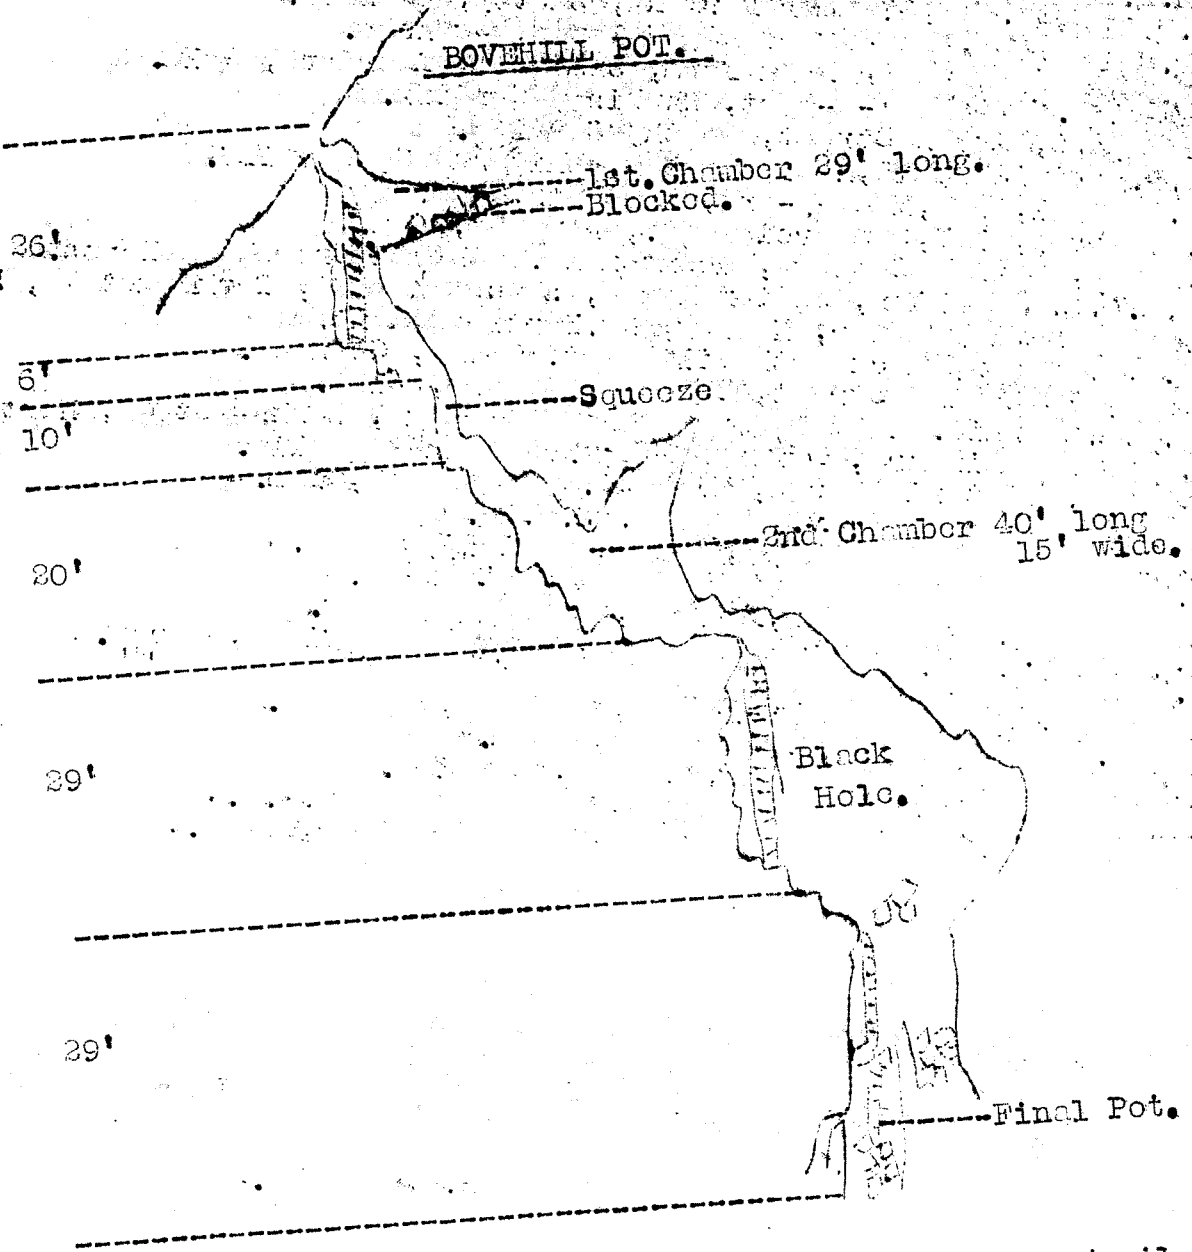 BOVEHILL POT.
1st. Chamber 29' long.
Blocked.
26'
6'
Squeeze
10'
2nd. Chamber 40' long
15' wide.
20'
29'
Black
Hole.
29'
Final Pot.